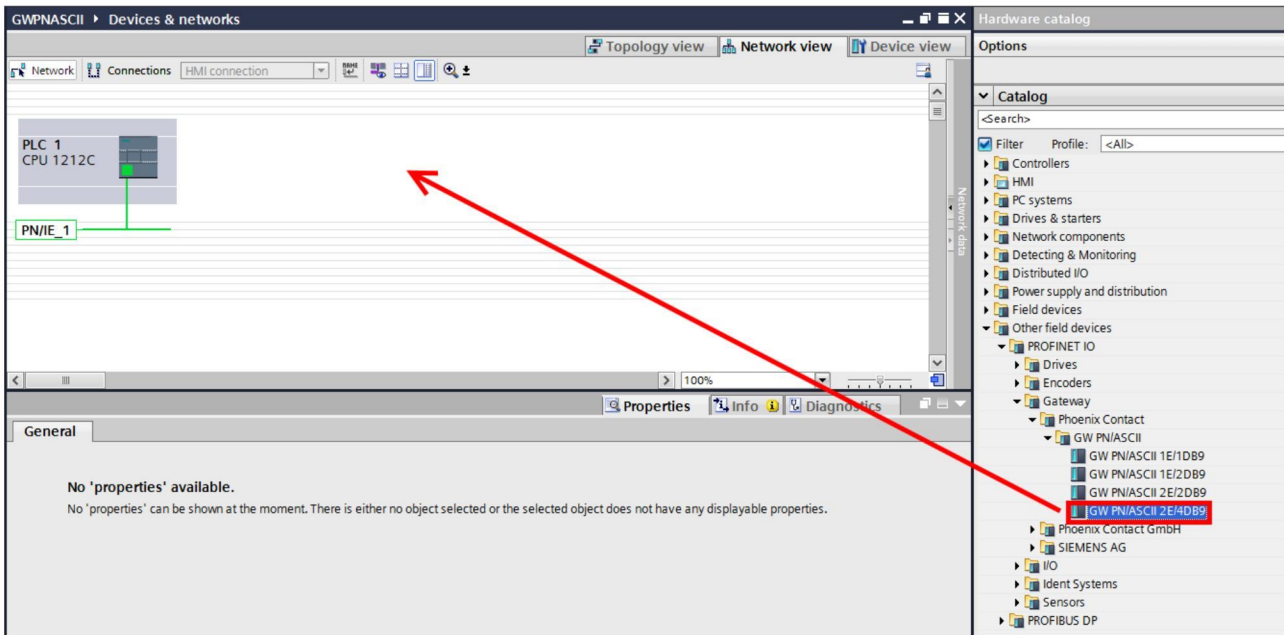 GWPNASCII ▸ Devices & networks
Hardware catalog
Topology view
Network view
Device view
Options
Network
Connections
HMI connection
Catalog
<Search>
Filter
Profile:
<All>
PLC 1
CPU 1212C
PN/IE_1
Network data
Controllers
HMI
PC systems
Drives & starters
Network components
Detecting & Monitoring
Distributed I/O
Power supply and distribution
Field devices
Other field devices
PROFINET IO
Drives
Encoders
Gateway
Phoenix Contact
GW PN/ASCII
GW PN/ASCII 1E/1DB9
GW PN/ASCII 1E/2DB9
GW PN/ASCII 2E/2DB9
GW PN/ASCII 2E/4DB9
Phoenix Contact GmbH
SIEMENS AG
I/O
Ident Systems
Sensors
PROFIBUS DP
100%
Properties
Info
Diagnostics
General
No 'properties' available.
No 'properties' can be shown at the moment. There is either no object selected or the selected object does not have any displayable properties.